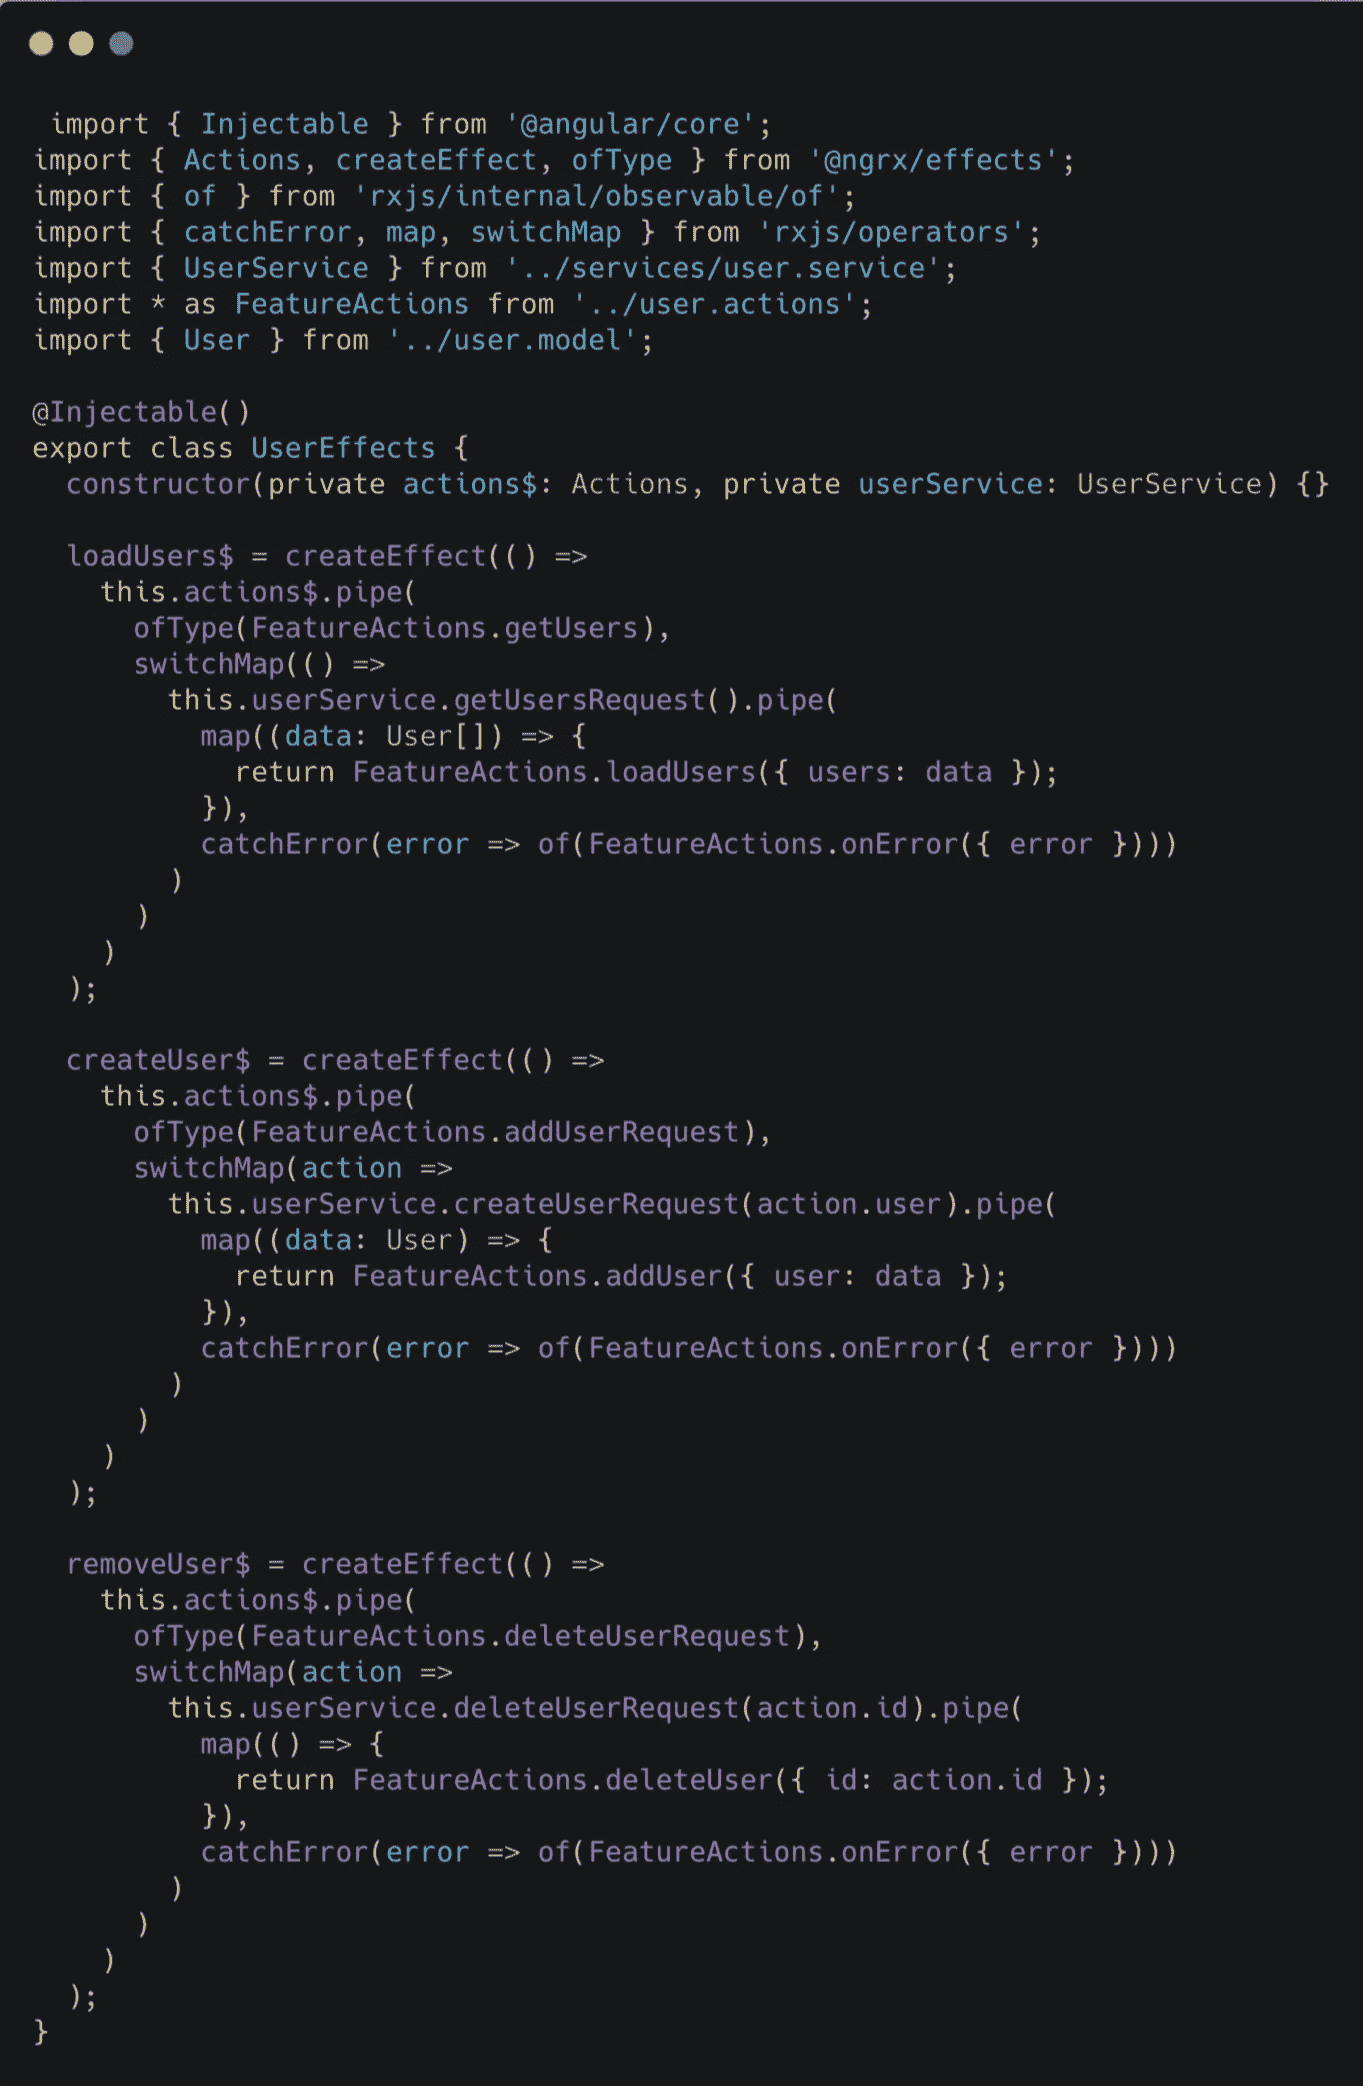 import { Injectable } from '@angular/core';
import { Actions, createEffect, ofType } from '@ngrx/effects';
import { of } from 'rxjs/internal/observable/of';
import { catchError, map, switchMap } from 'rxjs/operators';
import { UserService } from '../services/user.service';
import * as FeatureActions from '../user.actions';
import { User } from '../user.model';

@Injectable()
export class UserEffects {
  constructor(private actions$: Actions, private userService: UserService) {}

  loadUsers$ = createEffect(() =>
    this.actions$.pipe(
      ofType(FeatureActions.getUsers),
      switchMap(() =>
        this.userService.getUsersRequest().pipe(
          map((data: User[]) => {
            return FeatureActions.loadUsers({ users: data });
          }),
          catchError(error => of(FeatureActions.onError({ error })))
        )
      )
    )
  );

  createUser$ = createEffect(() =>
    this.actions$.pipe(
      ofType(FeatureActions.addUserRequest),
      switchMap(action =>
        this.userService.createUserRequest(action.user).pipe(
          map((data: User) => {
            return FeatureActions.addUser({ user: data });
          }),
          catchError(error => of(FeatureActions.onError({ error })))
        )
      )
    )
  );

  removeUser$ = createEffect(() =>
    this.actions$.pipe(
      ofType(FeatureActions.deleteUserRequest),
      switchMap(action =>
        this.userService.deleteUserRequest(action.id).pipe(
          map(() => {
            return FeatureActions.deleteUser({ id: action.id });
          }),
          catchError(error => of(FeatureActions.onError({ error })))
        )
      )
    )
  );
}